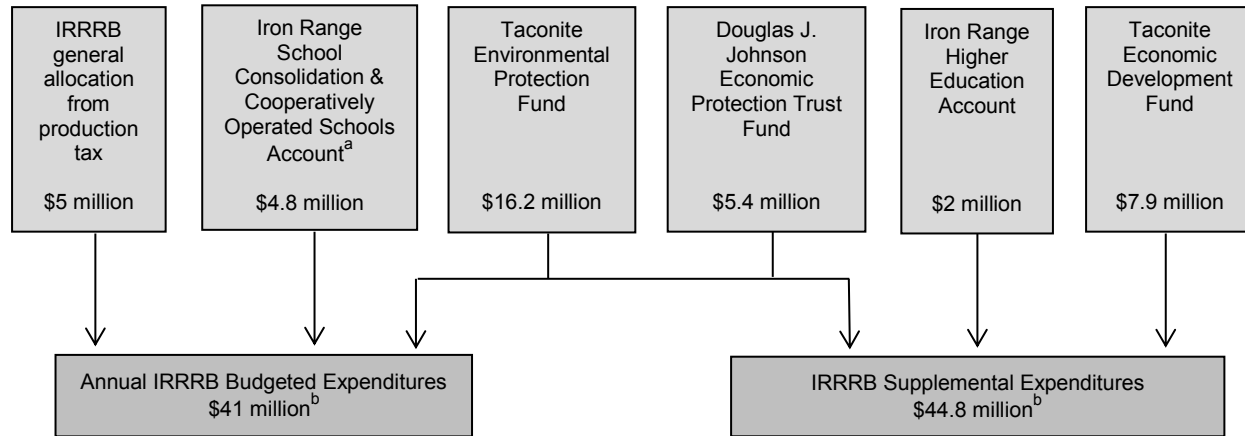 IRRRB
general
allocation
from
production
tax
$5 million
Iron Range
School
Consolidation &
Cooperatively
Operated Schools
Account^a
$4.8 million
Taconite
Environmental
Protection
Fund
$16.2 million
Douglas J.
Johnson
Economic
Protection Trust
Fund
$5.4 million
Iron Range
Higher
Education
Account
$2 million
Taconite
Economic
Development
Fund
$7.9 million
Annual IRRRB Budgeted Expenditures
$41 million^b
IRRRB Supplemental Expenditures
$44.8 million^b